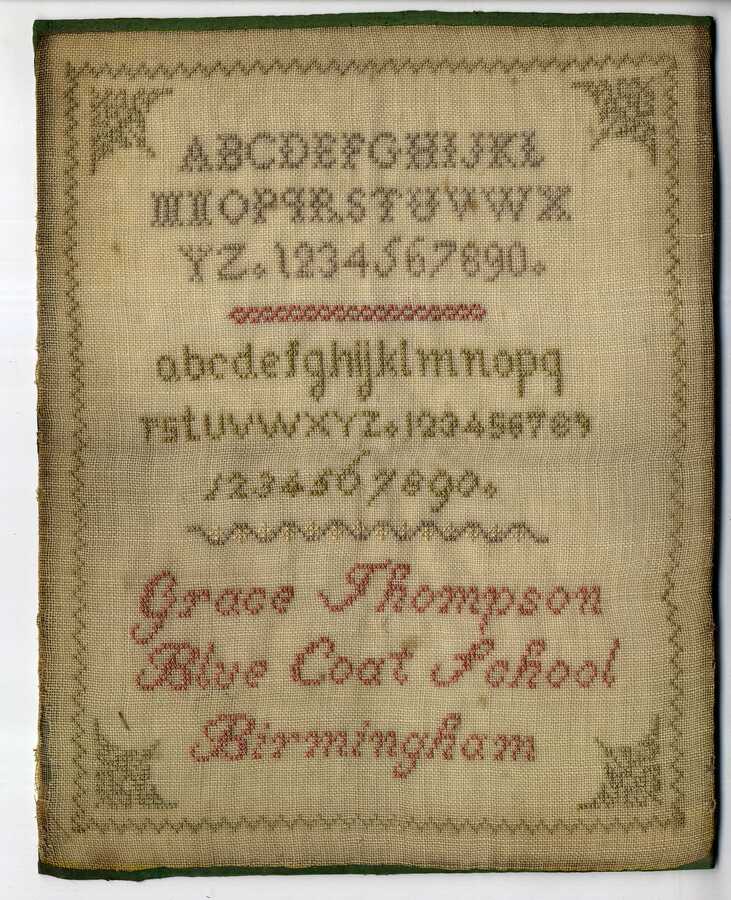 ABCDEFGHIJKL
MNOPQRSTUVWX
YZ.1234567890.
abcdefghijklmnopq
rstuvwxyz.123456789
1234567890.
Grace Thompson
Blue Coat School
Birmingham